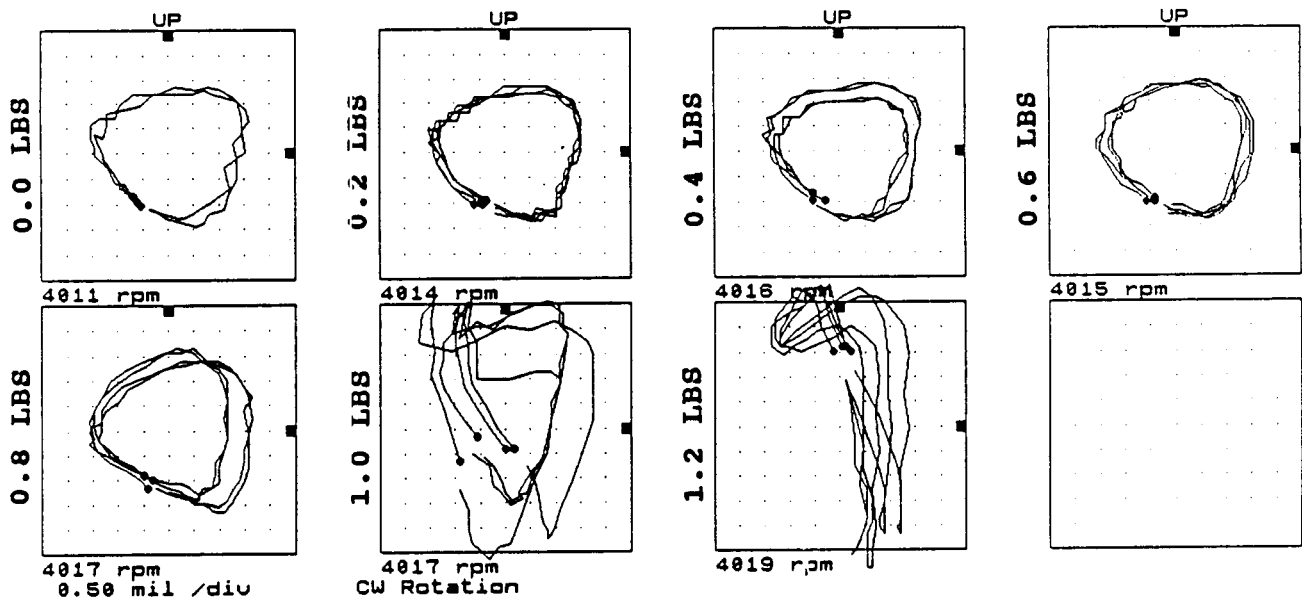 UP
UP
UP
UP
0.0 LBS
0.2 LBS
0.4 LBS
0.6 LBS
4011 rpm
4014 rpm
4016 rpm
4015 rpm
0.8 LBS
1.0 LBS
1.2 LBS
4017 rpm
4017 rpm
4019 rpm
0.50 mil /div
CW Rotation